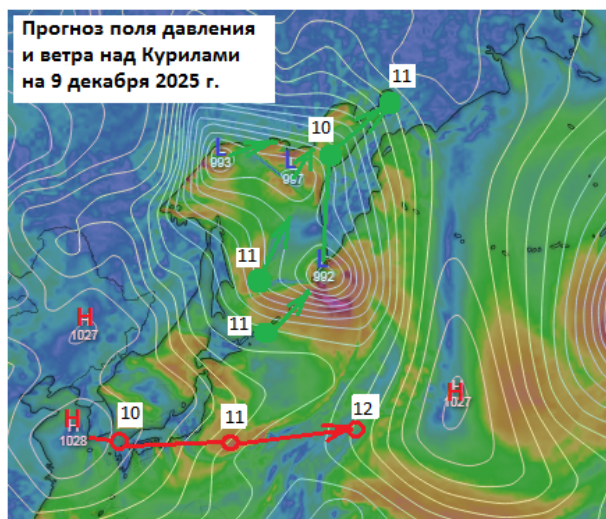 Прогноз поля давления
и ветра над Курилами
на 9 декабря 2025 г.
11
10
L
993
L
997
11
L
992
11
H
1027
H
1027
12
H
1028
10
11